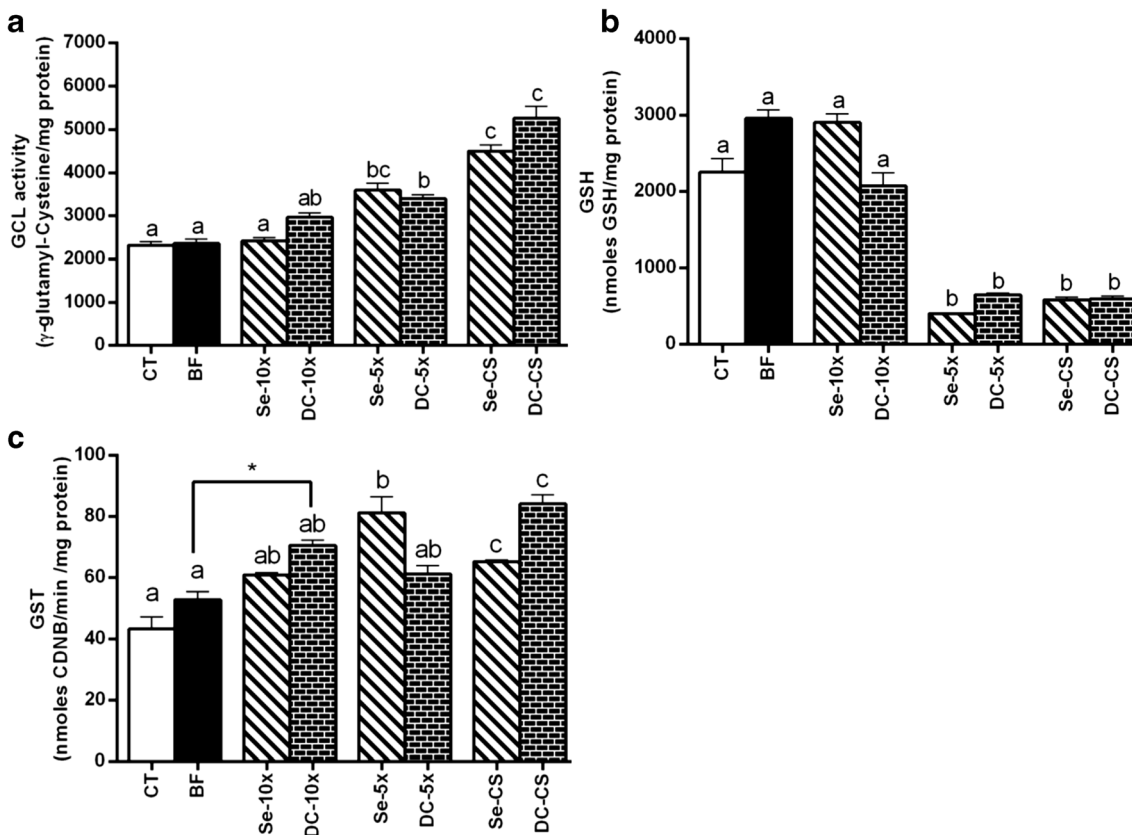 a
GCL activity
(γ-glutamyl-Cysteine/mg protein)
7000
6000
5000
4000
3000
2000
1000
0
a
a
a
ab
bc
b
c
c
CT
BF
Se-10x
DC-10x
Se-5x
DC-5x
Se-CS
DC-CS
b
GSH
(nmoles GSH/mg protein)
4000
3000
2000
1000
0
a
a
a
a
b
b
b
b
CT
BF
Se-10x
DC-10x
Se-5x
DC-5x
Se-CS
DC-CS
c
GST
(nmoles CDNB/min /mg protein)
100
80
60
40
20
0
*
a
a
ab
ab
b
ab
c
c
CT
BF
Se-10x
DC-10x
Se-5x
DC-5x
Se-CS
DC-CS